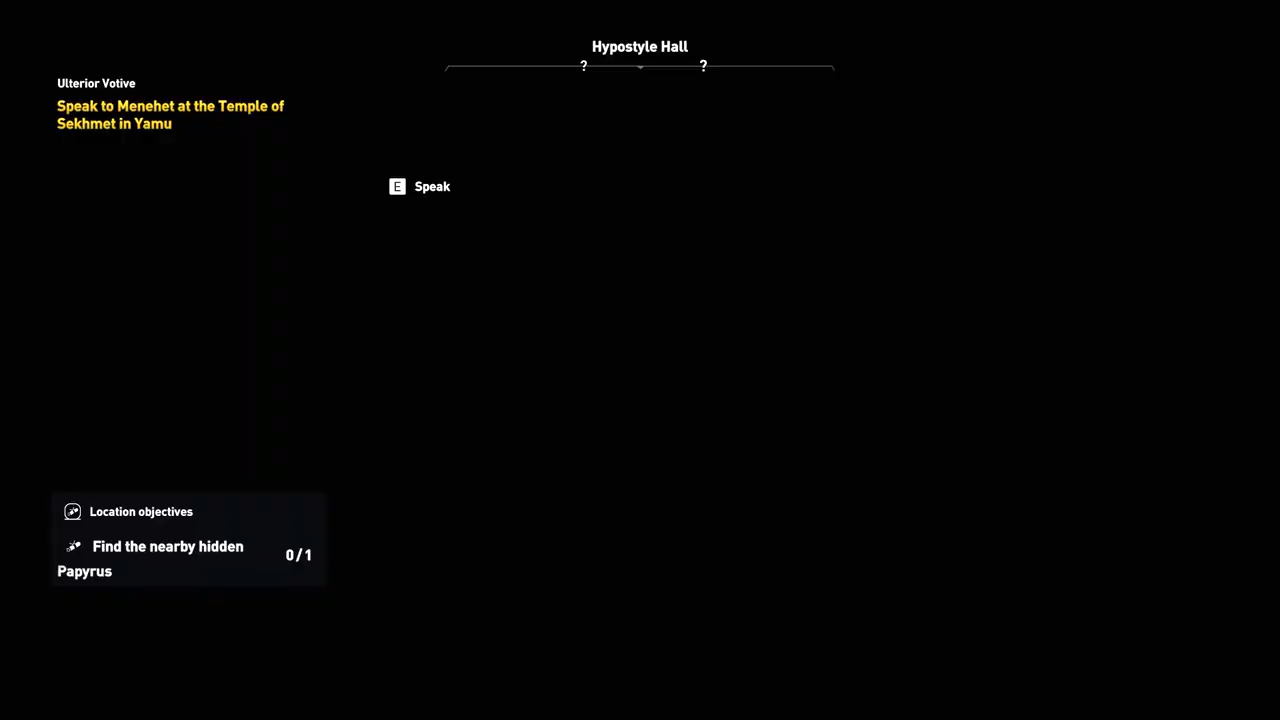 Hypostyle Hall
? ?
Ulterior Votive
Speak to Menehet at the Temple of
Sekhmet in Yamu
E Speak
Location objectives
Find the nearby hidden
Papyrus
0/1